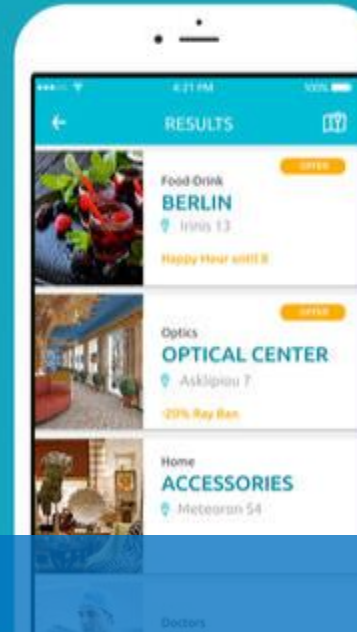 4:21 PM
100%
RESULTS
OFFER
Food-Drink
BERLIN
Irinis 13
Happy Hour until 8
OFFER
Optics
OPTICAL CENTER
Asklipiou 7
-20% Ray Ban
Home
ACCESSORIES
Meteoron 54
Doctors